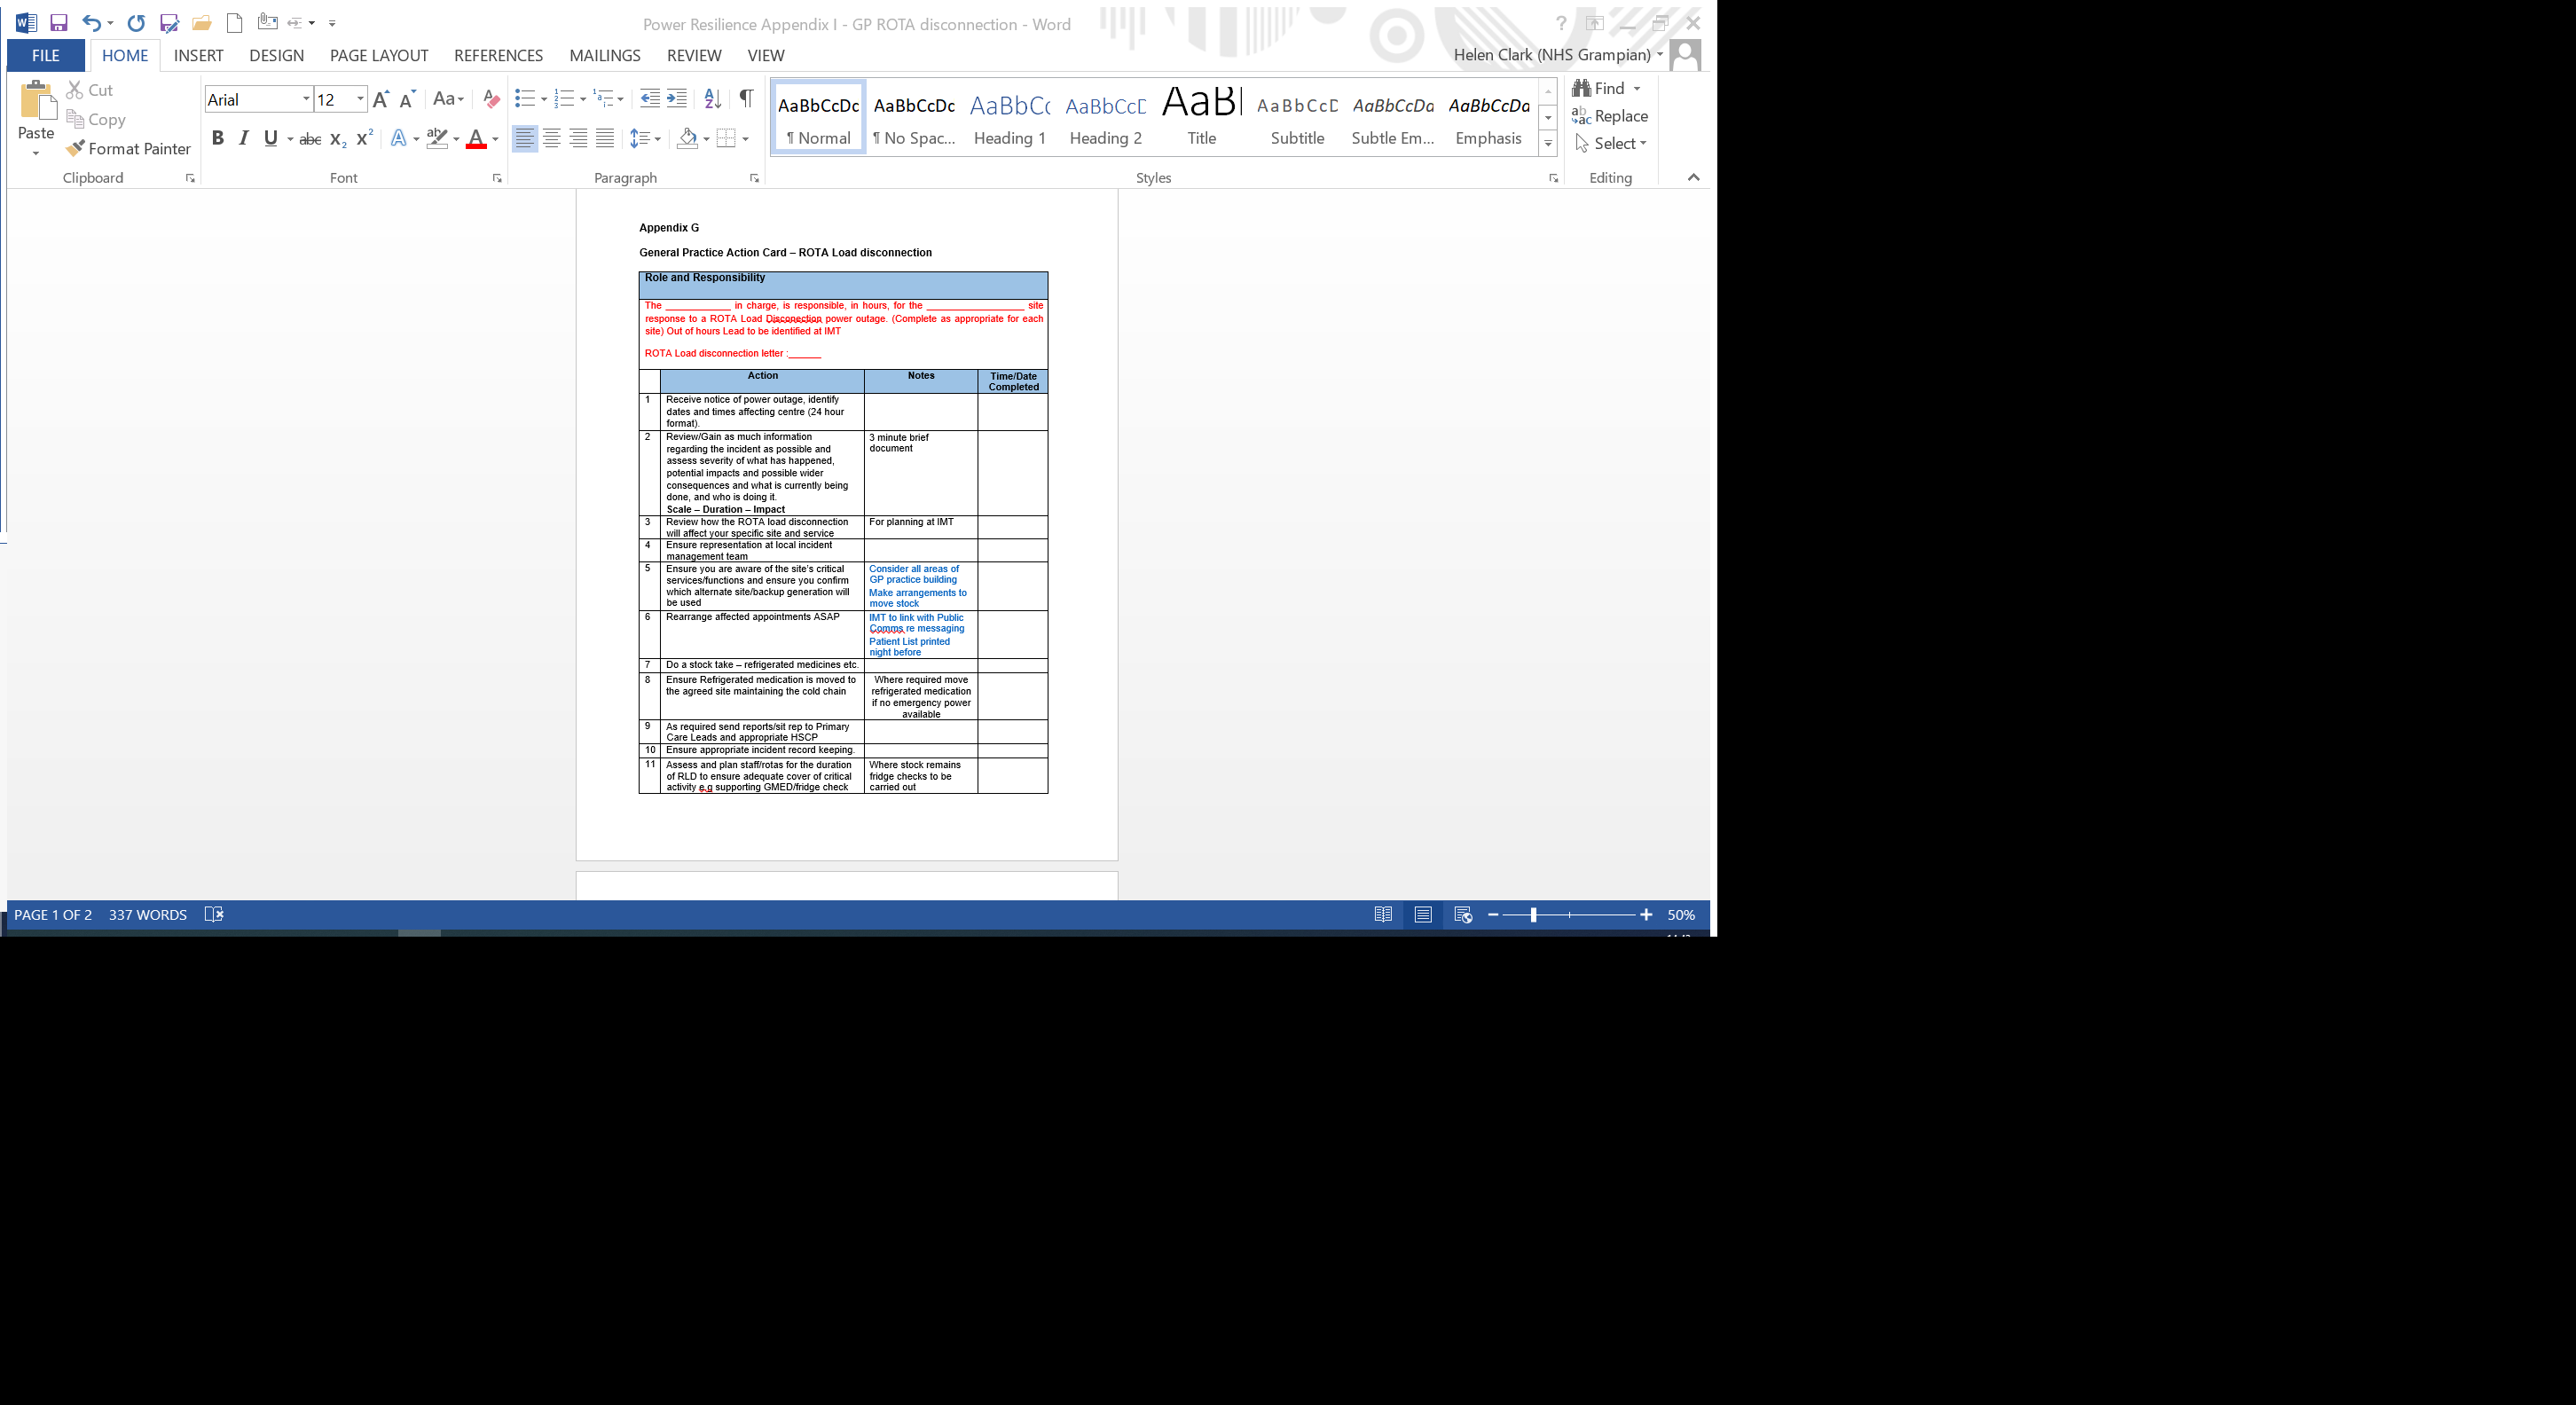 Power Resilience Appendix I - GP ROTA disconnection - Word
?
FILE HOME INSERT DESIGN PAGE LAYOUT REFERENCES MAILINGS REVIEW VIEW
Helen Clark (NHS Grampian)
Paste
Cut
Copy
Format Painter
Clipboard
Arial 12
Font
Paragraph
AaBbCcDc AaBbCcDc AaBbC AaBbCcE AaB AaBbCcD AaBbCcDa AaBbCcDa
¶ Normal ¶ No Spac... Heading 1 Heading 2 Title Subtitle Subtle Em... Emphasis
Styles
Find
Replace
Select
Editing
Appendix G
General Practice Action Card – ROTA Load disconnection
Role and Responsibility
The ____________ in charge, is responsible, in hours, for the __________________ site
response to a ROTA Load Disconection power outage. (Complete as appropriate for each
site) Out of hours Lead to be identified at IMT
ROTA Load disconnection letter :______
Action Notes Time/Date
Completed
1 Receive notice of power outage, identify
dates and times affecting centre (24 hour
format).
2 Review/Gain as much information
regarding the incident as possible and
assess severity of what has happened,
potential impacts and possible wider
consequences and what is currently being
done, and who is doing it.
Scale – Duration – Impact
3 minute brief
document
3 Review how the ROTA load disconnection
will affect your specific site and service
For planning at IMT
4 Ensure representation at local incident
management team
5 Ensure you are aware of the site's critical
services/functions and ensure you confirm
which alternate site/backup generation will
be used
Consider all areas of
GP practice building
Make arrangements to
move stock
6 Rearrange affected appointments ASAP
IMT to link with Public
Comms re messaging
Patient List printed
night before
7 Do a stock take – refrigerated medicines etc.
8 Ensure Refrigerated medication is moved to
the agreed site maintaining the cold chain
Where required move
refrigerated medication
if no emergency power
available
9 As required send reports/sit rep to Primary
Care Leads and appropriate HSCP
10 Ensure appropriate incident record keeping.
11 Assess and plan staff/rotas for the duration
of RLD to ensure adequate cover of critical
activity e.g supporting GMED/fridge check
Where stock remains
fridge checks to be
carried out
PAGE 1 OF 2 337 WORDS
50%